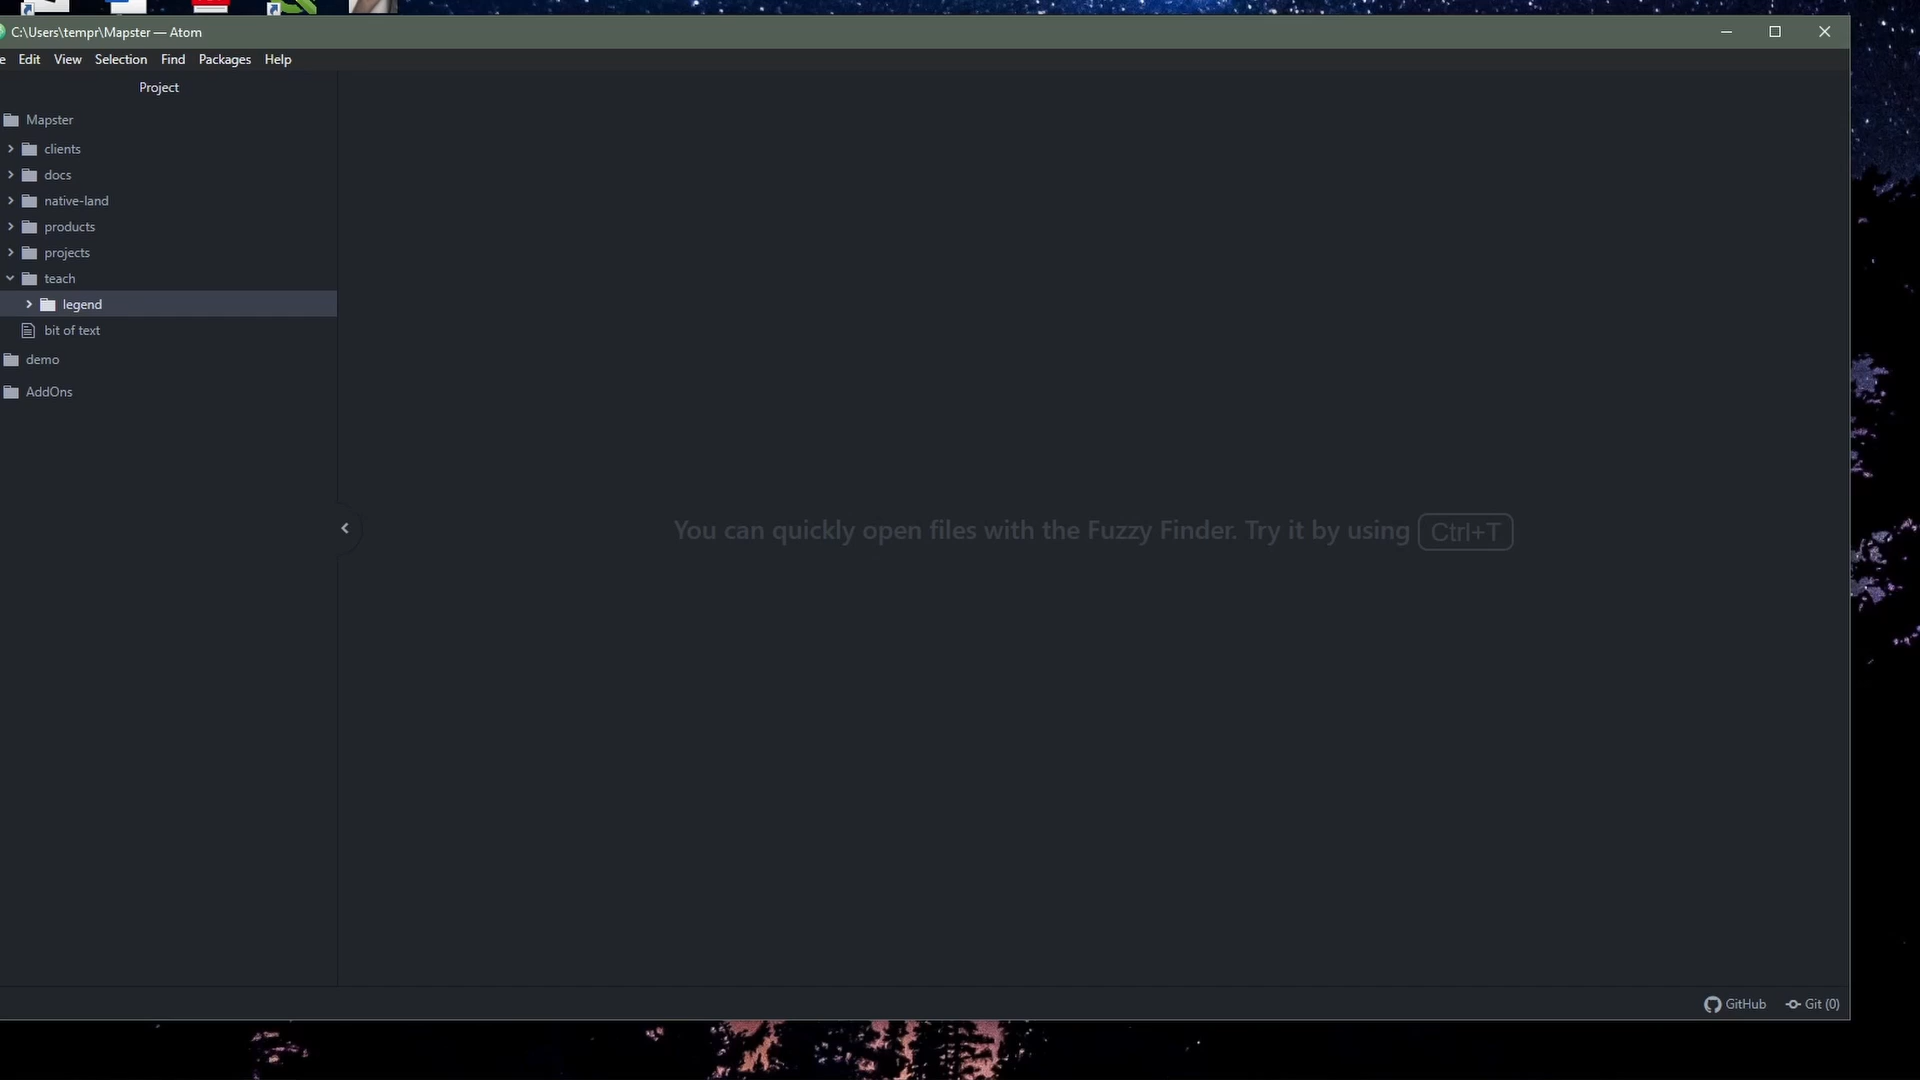 C:\Users\tempr\Mapster — Atom
e Edit View Selection Find Packages Help
Project
Mapster
clients
docs
native-land
products
projects
teach
legend
bit of text
demo
AddOns
You can quickly open files with the Fuzzy Finder. Try it by using Ctrl+T
GitHub Git (0)